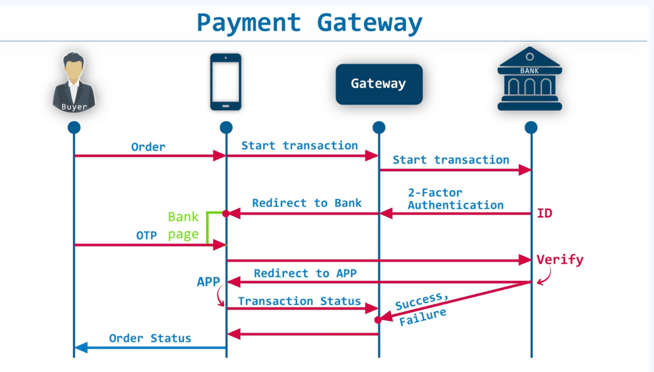 Payment Gateway
Buyer
Gateway
BANK
Order
Start transaction
Start transaction
2-Factor
Authentication
Redirect to Bank
ID
Bank
page
OTP
Verify
Redirect to APP
APP
Transaction Status
Success,
Failure
Order Status